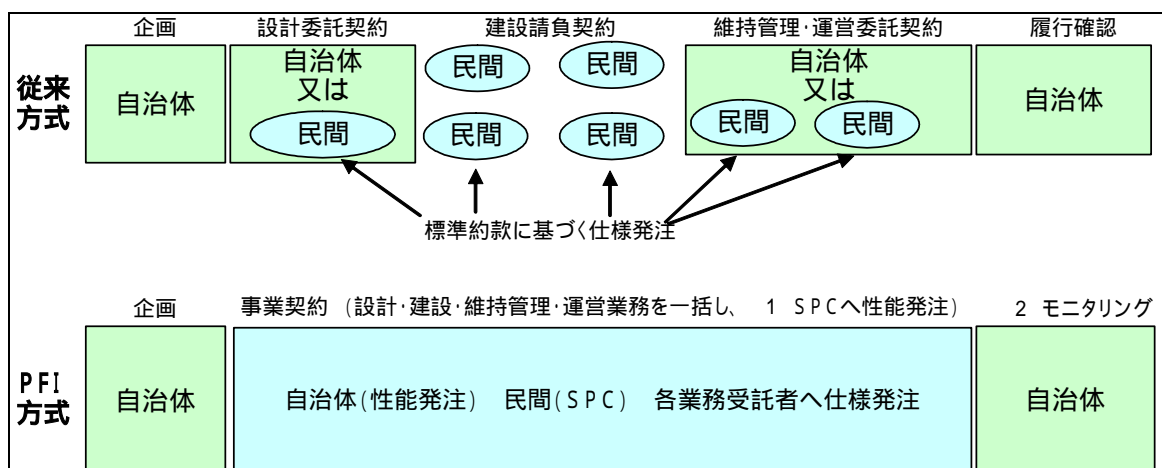 企画 設計委託契約 建設請負契約 維持管理･運営委託契約 履行確認
従来
方式
自治体
自治体
又は
民間
民間 民間
民間 民間
自治体
又は
民間 民間
自治体
標準約款に基づく仕様発注
企画 事業契約 (設計･建設･維持管理･運営業務を一括し、 1 SPCへ性能発注) 2 モニタリング
PFI
方式
自治体
自治体(性能発注) 民間(SPC) 各業務受託者へ仕様発注
自治体